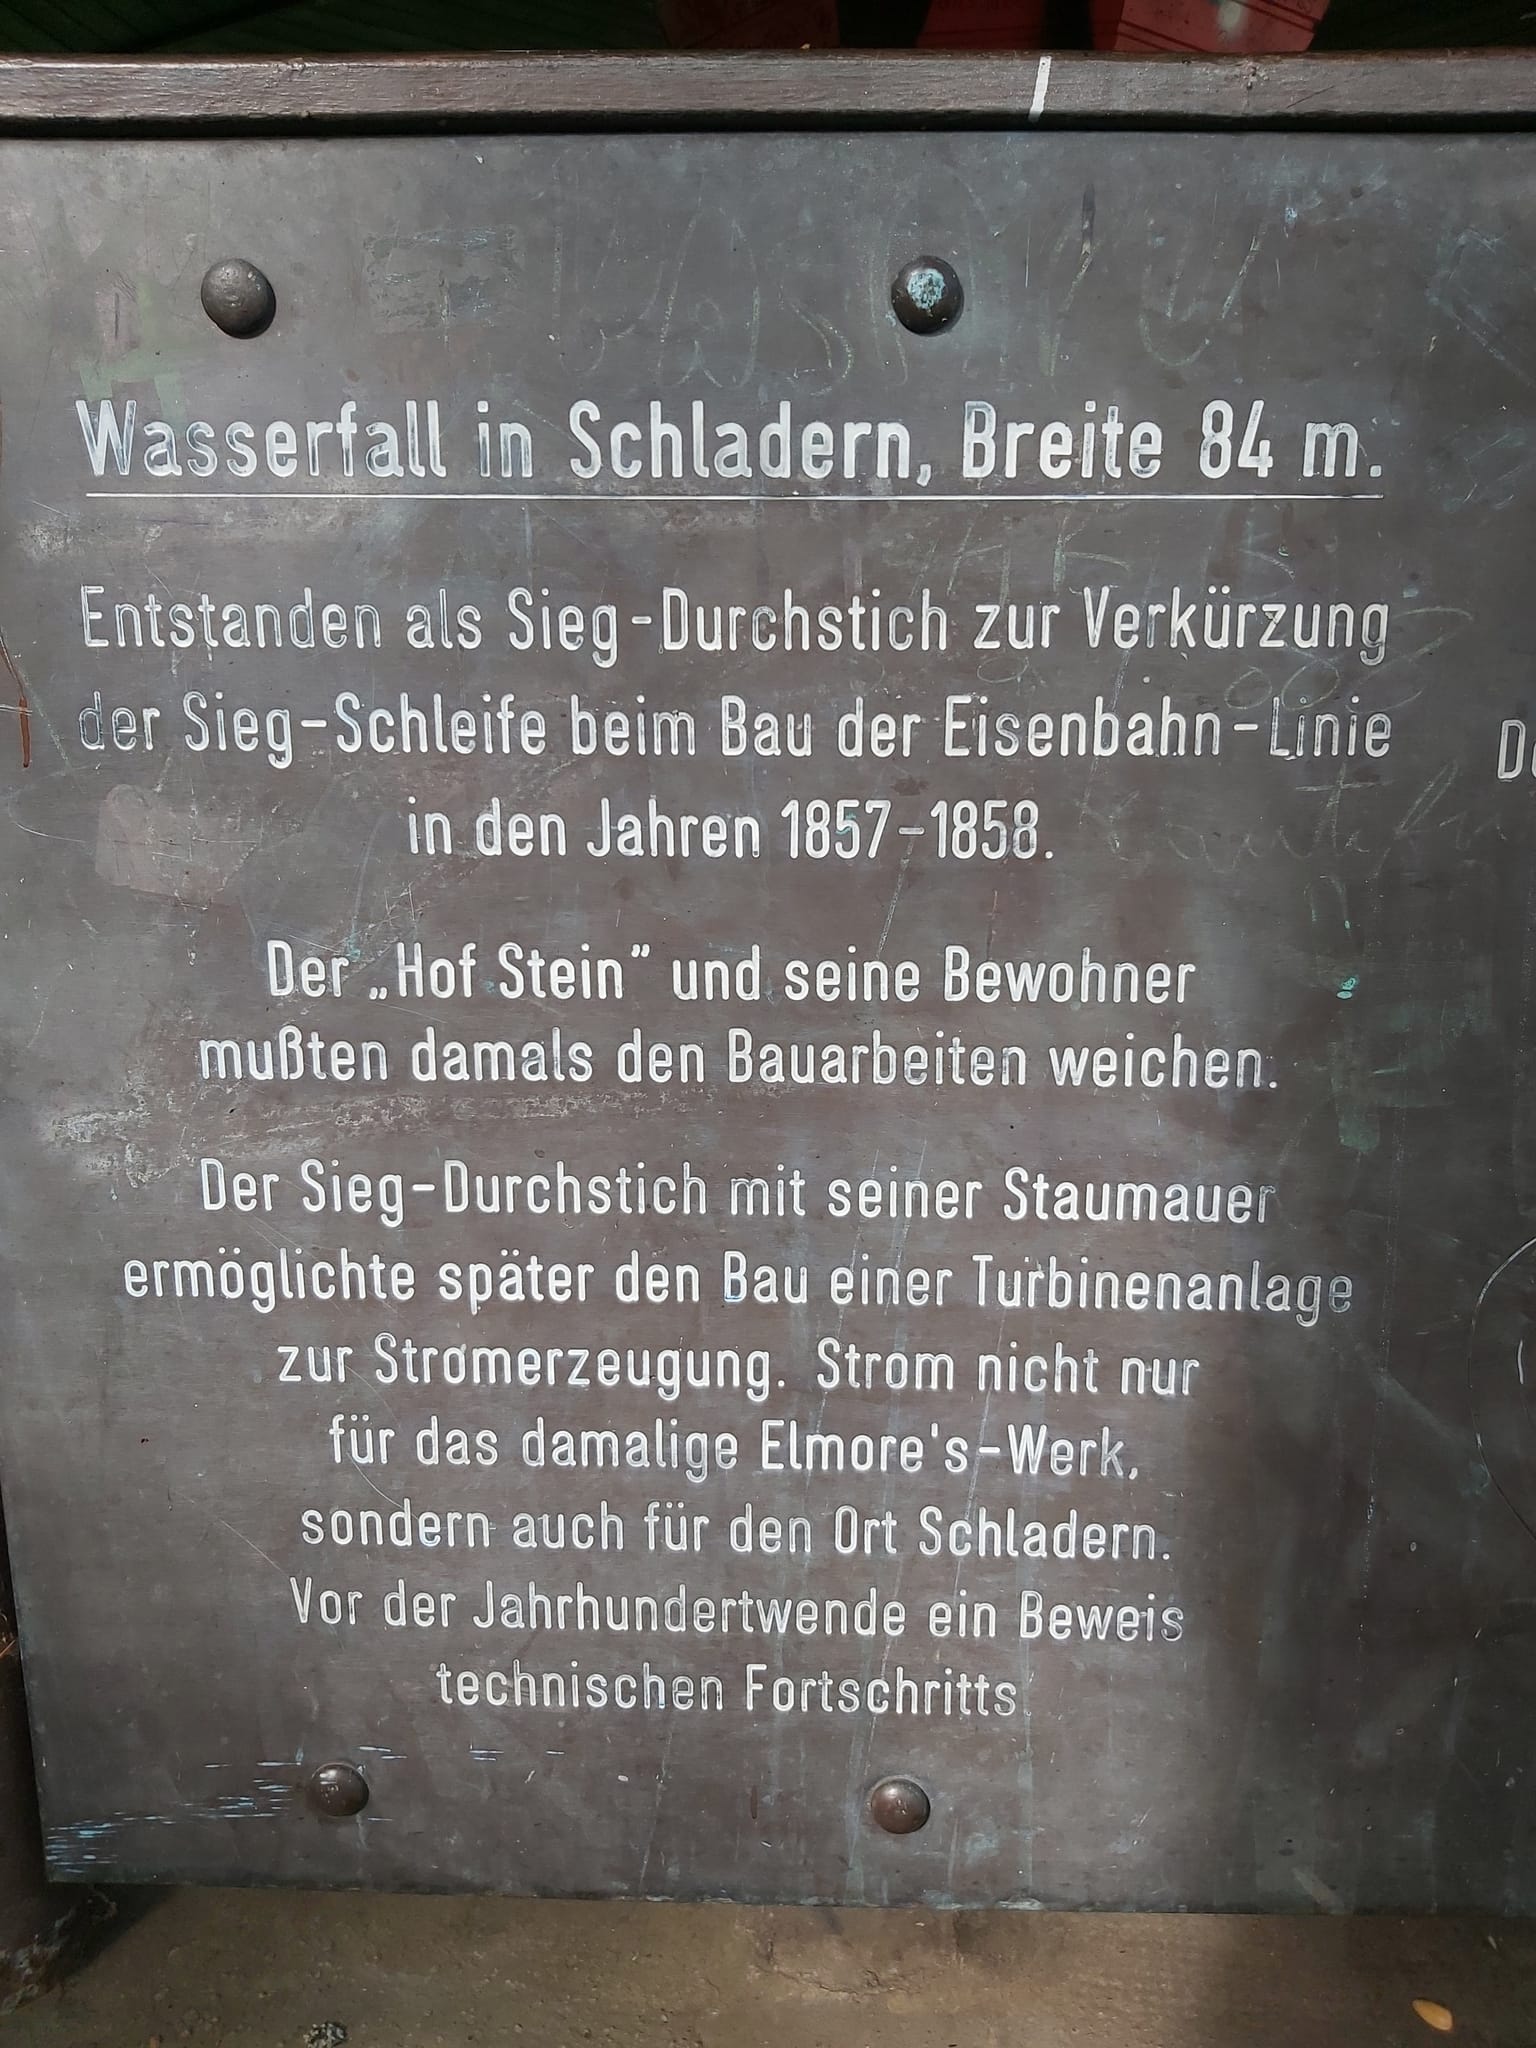 Wasserfall in Schladern, Breite 84 m.
Entstanden als Sieg-Durchstich zur Verkürzung
der Sieg-Schleife beim Bau der Eisenbahn-Linie
in den Jahren 1857-1858.
Der „Hof Stein” und seine Bewohner
mußten damals den Bauarbeiten weichen.
Der Sieg-Durchstich mit seiner Staumauer
ermöglichte später den Bau einer Turbinenanlage
zur Stromerzeugung. Strom nicht nur
für das damalige Elmore's-Werk,
sondern auch für den Ort Schladern.
Vor der Jahrhundertwende ein Beweis
technischen Fortschritts.